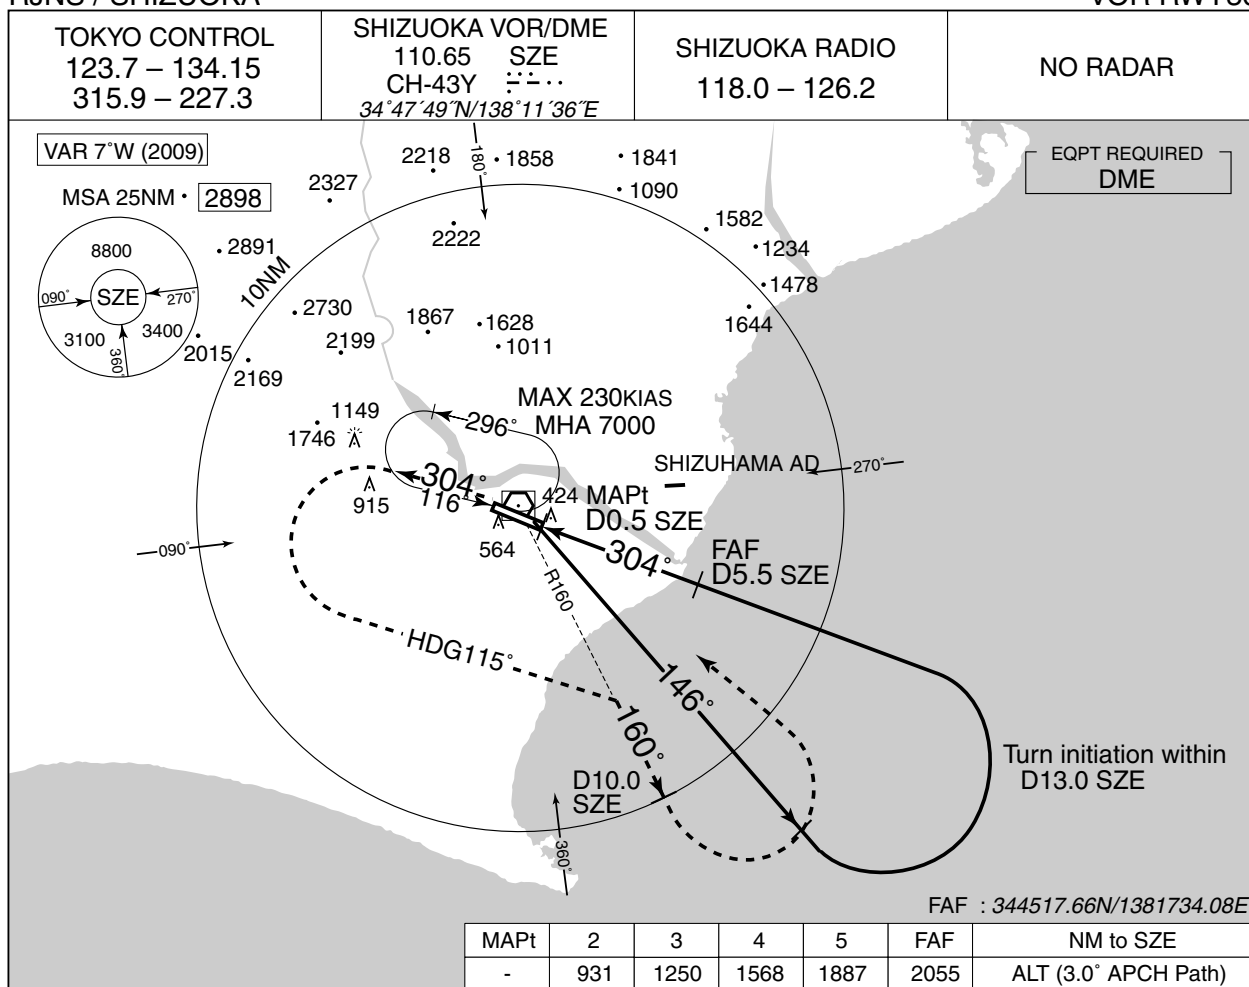 RJNS / SHIZUOKA
VOR RWY30
TOKYO CONTROL
123.7 – 134.15
315.9 – 227.3
SHIZUOKA VOR/DME
110.65 SZE
CH-43Y
34°47´49˝N/138°11´36˝E
SHIZUOKA RADIO
118.0 – 126.2
NO RADAR
VAR 7°W (2009)
MSA 25NM
2898
8800
090°
SZE
270°
3100
3400
360°
EQPT REQUIRED
DME
180°
2218
1858
1841
2327
1090
1582
2222
1234
2891
10NM
1478
2730
1867
1628
1644
2015
2199
1011
2169
MAX 230KIAS
MHA 7000
1149
296°
1746
SHIZUHAMA AD
270°
304°
915
116°
424
MAPt
D0.5 SZE
564
304°
FAF
D5.5 SZE
090°
R160
HDG115°
146°
160°
D10.0
SZE
Turn initiation within
D13.0 SZE
360°
FAF : 344517.66N/1381734.08E
MAPt 2 3 4 5 FAF NM to SZE
- 931 1250 1568 1887 2055 ALT (3.0° APCH Path)